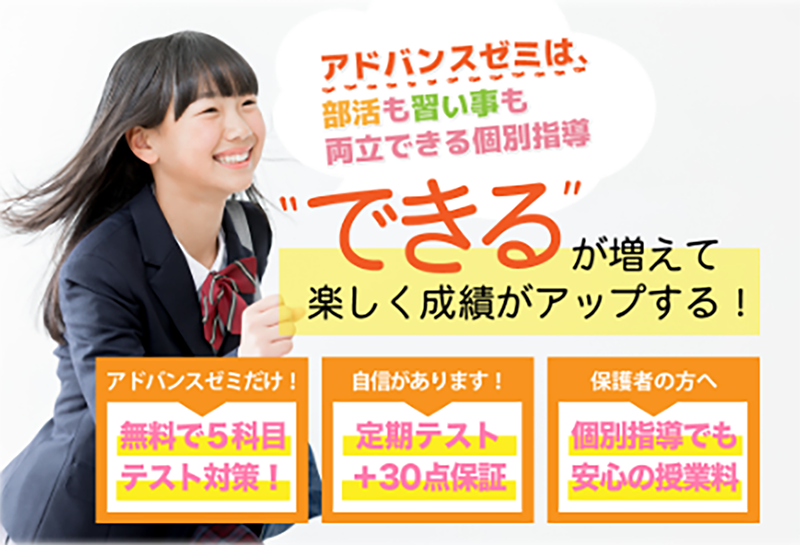 アドバンスゼミは、
部活も習い事も
両立できる個別指導
"できる"が増えて
楽しく成績がアップする！
アドバンスゼミだけ！
無料で５科目
テスト対策！
自信があります！
定期テスト
＋30点保証
保護者の方へ
個別指導でも
安心の授業料